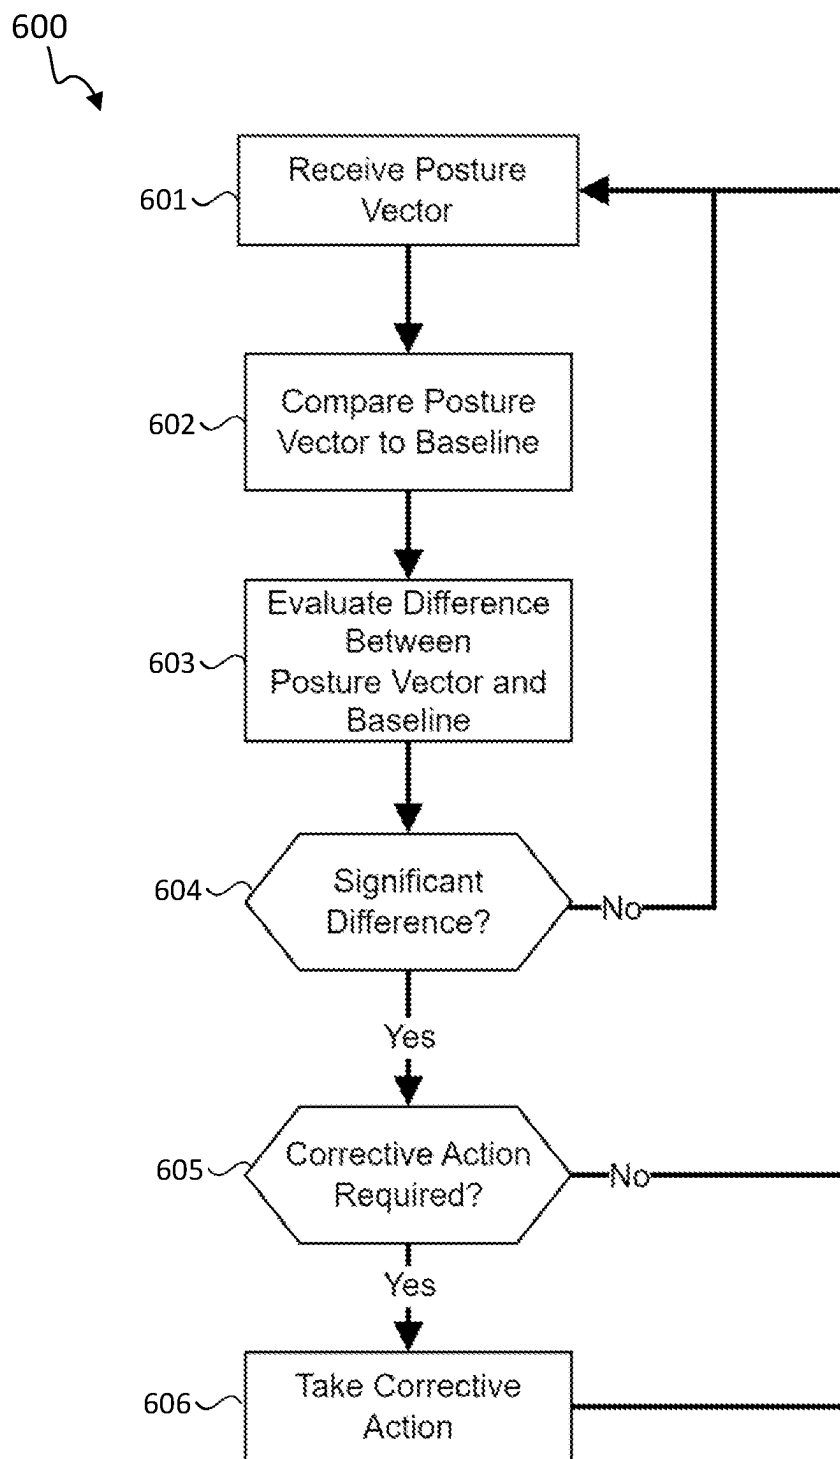 600
601
Receive Posture
Vector
602
Compare Posture
Vector to Baseline
603
Evaluate Difference
Between
Posture Vector and
Baseline
604
Significant
Difference?
No
Yes
605
Corrective Action
Required?
No
Yes
606
Take Corrective
Action